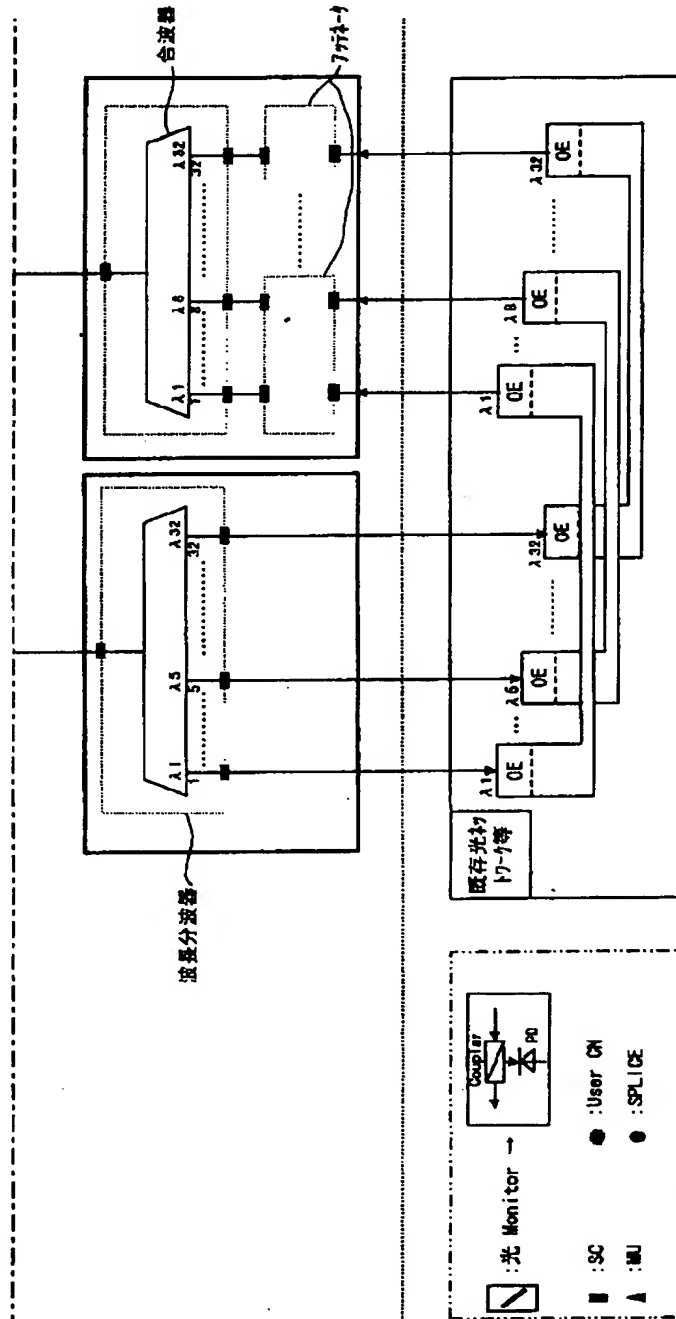 合波器
アッテネータ
λ1
1
λ8
8
λ32
32
波長分波器
λ1
1
λ5
5
λ32
32
λ1
OE
λ5
OE
λ32
OE
λ1
OE
λ8
OE
λ32
OE
既存光ネッ
トワーク等
:光 Monitor →
Coupler
PD
:SC
:User CN
:MU
:SPLICE